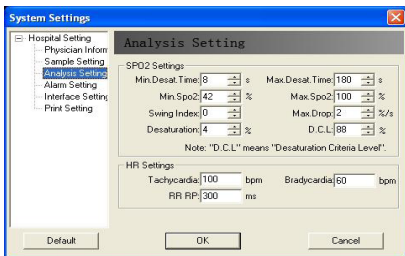 System Settings
Hospital Setting
Physician Inform
Sample Setting
Analysis Setting
Alarm Setting
Interface Setting
Print Setting
Analysis Setting
SPO2 Settings
Min.Desat.Time: 8 s Max.Desat.Time: 180 s
Min.Spo2: 42 % Max.Spo2: 100 %
Swing Index: 0 Max.Drop: 2 %/s
Desaturation: 4 % D.C.L: 88 %
Note: "D.C.L" means "Desaturation Criteria Level".
HR Settings
Tachycardia: 100 bpm Bradycardia: 60 bpm
RR RP: 300 ms
Default OK Cancel